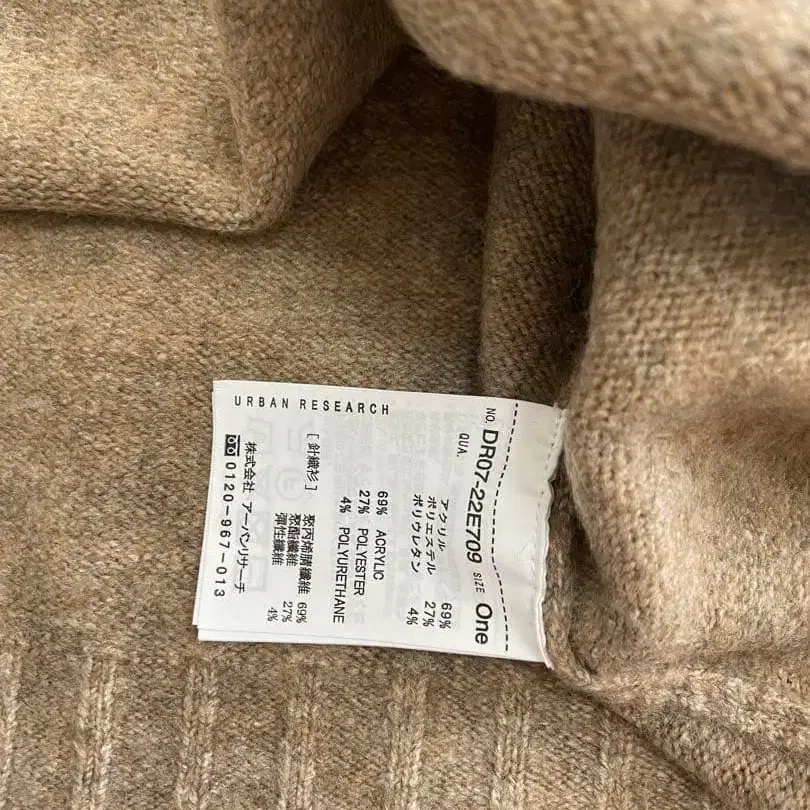 NO. DR07-22E709 SIZE One
QUA.
アクリル 69%
ポリエステル 27%
ポリウレタン 4%
69% ACRYLIC
27% POLYESTER
4% POLYURETHANE
[ 針織衫 ]
聚丙烯腈纖維 69%
聚酯纖維 27%
彈性纖維 4%
株式会社 アーバンリサーチ
0120-967-013
URBAN RESEARCH